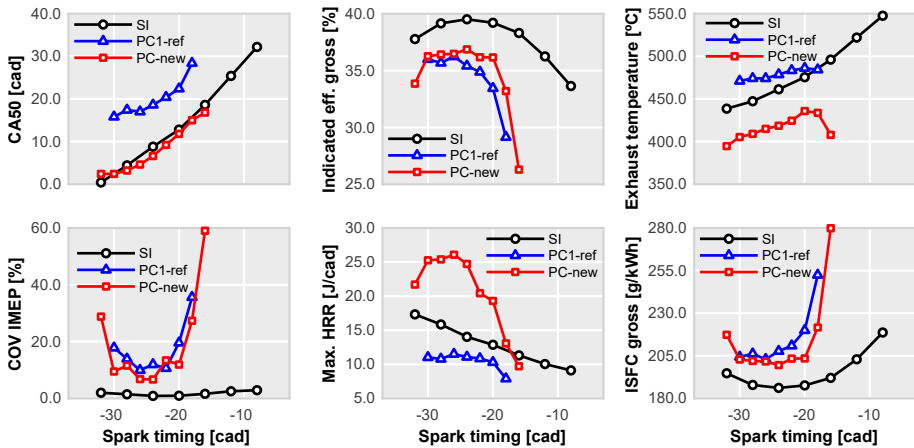 CA50 [cad]
40.0
30.0
20.0
10.0
0.0
SI
PC1-ref
PC-new
Indicated eff. gross [%]
40.0
35.0
30.0
25.0
SI
PC1-ref
PC-new
Exhaust temperature [ºC]
550.0
500.0
450.0
400.0
350.0
SI
PC1-ref
PC-new
COV IMEP [%]
60.0
40.0
20.0
0.0
SI
PC1-ref
PC-new
-30
-20
-10
Spark timing [cad]
Max. HRR [J/cad]
30.0
25.0
20.0
15.0
10.0
5.0
SI
PC1-ref
PC-new
-30
-20
-10
Spark timing [cad]
ISFC gross [g/kWh]
280.0
255.0
230.0
205.0
180.0
SI
PC1-ref
PC-new
-30
-20
-10
Spark timing [cad]